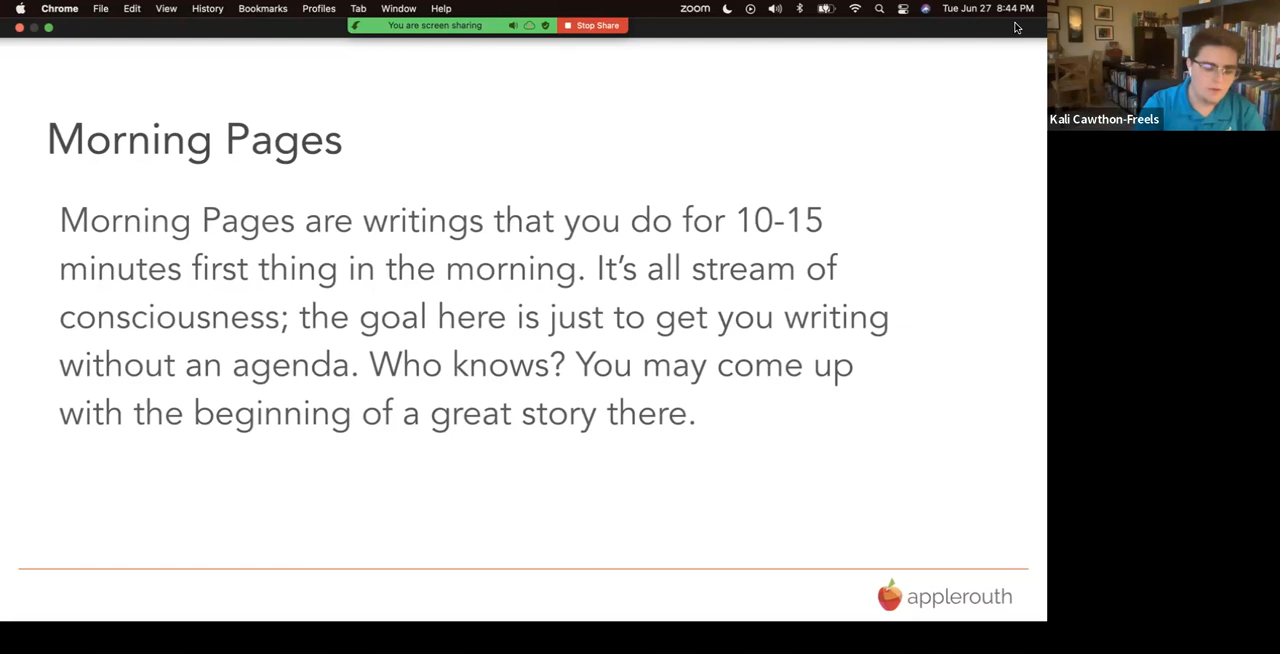 Chrome File Edit View History Bookmarks Profiles Tab Window Help zoom Tue Jun 27 8:44 PM
You are screen sharing Stop Share
Kali Cawthon-Freels
Morning Pages
Morning Pages are writings that you do for 10-15
minutes first thing in the morning. It’s all stream of
consciousness; the goal here is just to get you writing
without an agenda. Who knows? You may come up
with the beginning of a great story there.
applerouth